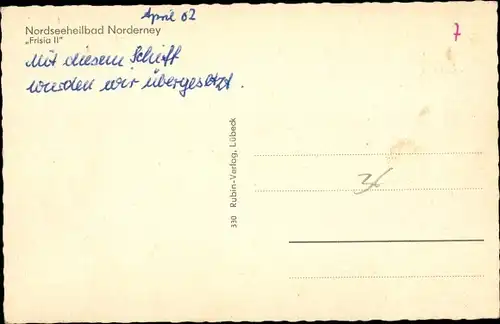 April 62
Nordseeheilbad Norderney
„Frisia II"
Mit diesem Schiff
wurden wir übergesetzt.
7
330 Rubin-Verlag, Lübeck